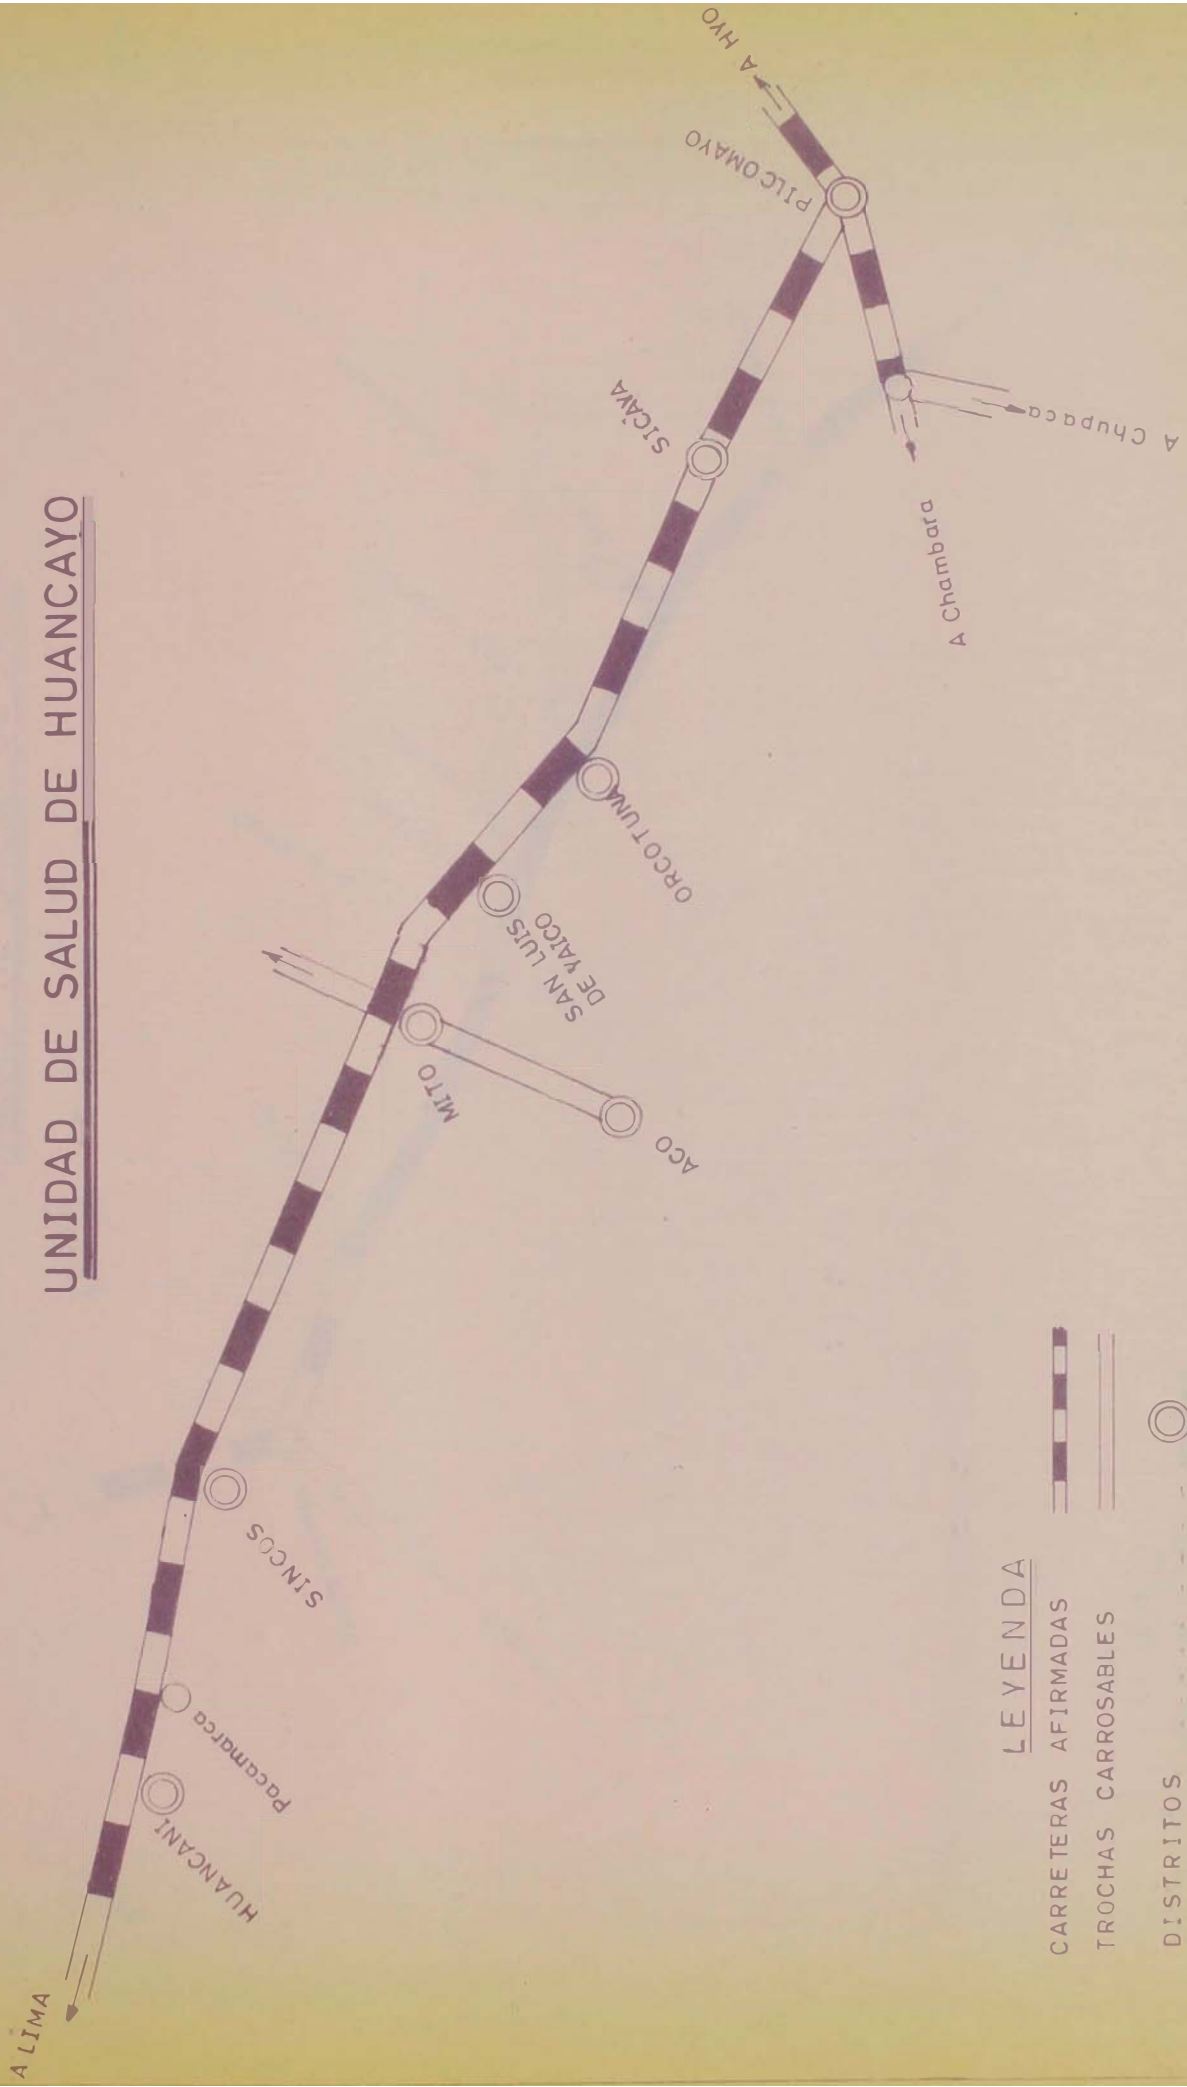 UNIDAD DE SALUD DE HUANCAYO
A LIMA
HUANCANI
Pacamarca
SINCOS
MITO
ACO
SAN LUIS
DE YAICO
ORCOTUNA
SICAYA
PILCOMAYO
A HYO
A Chambara
A Chupaca
LEYENDA
CARRETERAS AFIRMADAS
TROCHAS CARROSABLES
DISTRITOS